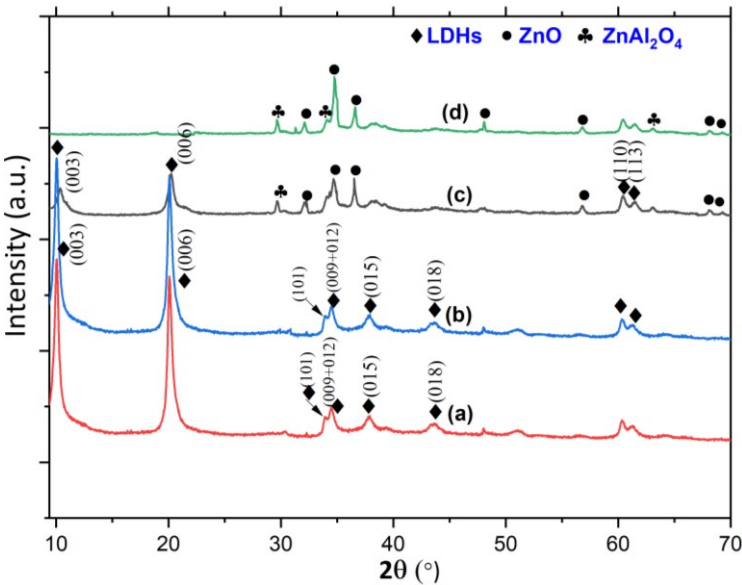 ♦ LDHs ● ZnO ♣ ZnAl₂O₄
(d)
(003)
(006)
(110)
(113)
(c)
(003)
(006)
(101)
(009+012)
(015)
(018)
(b)
(101)
(009+012)
(015)
(018)
(a)
Intensity (a.u.)
10 20 30 40 50 60 70
2θ (°)